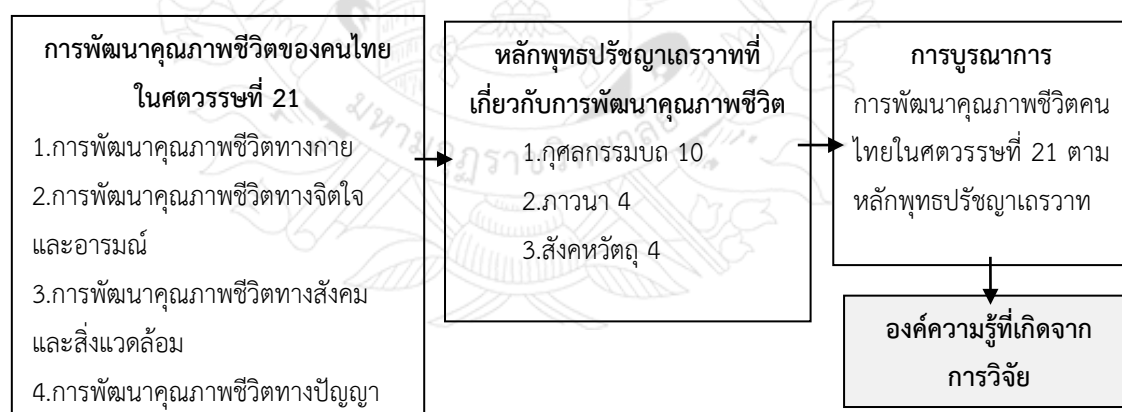 การพัฒนาคุณภาพชีวิตของคนไทย
ในศตวรรษที่ 21
1.การพัฒนาคุณภาพชีวิตทางกาย
2.การพัฒนาคุณภาพชีวิตทางจิตใจ
และอารมณ์
3.การพัฒนาคุณภาพชีวิตทางสังคม
และสิ่งแวดล้อม
4.การพัฒนาคุณภาพชีวิตทางปัญญา
หลักพุทธปรัชญาเถรวาทที่
เกี่ยวกับการพัฒนาคุณภาพชีวิต
1.กุศลกรรมบถ 10
2.ภาวนา 4
3.สังคหวัตถุ 4
การบูรณาการ
การพัฒนาคุณภาพชีวิตคน
ไทยในศตวรรษที่ 21 ตาม
หลักพุทธปรัชญาเถรวาท
องค์ความรู้ที่เกิดจาก
การวิจัย